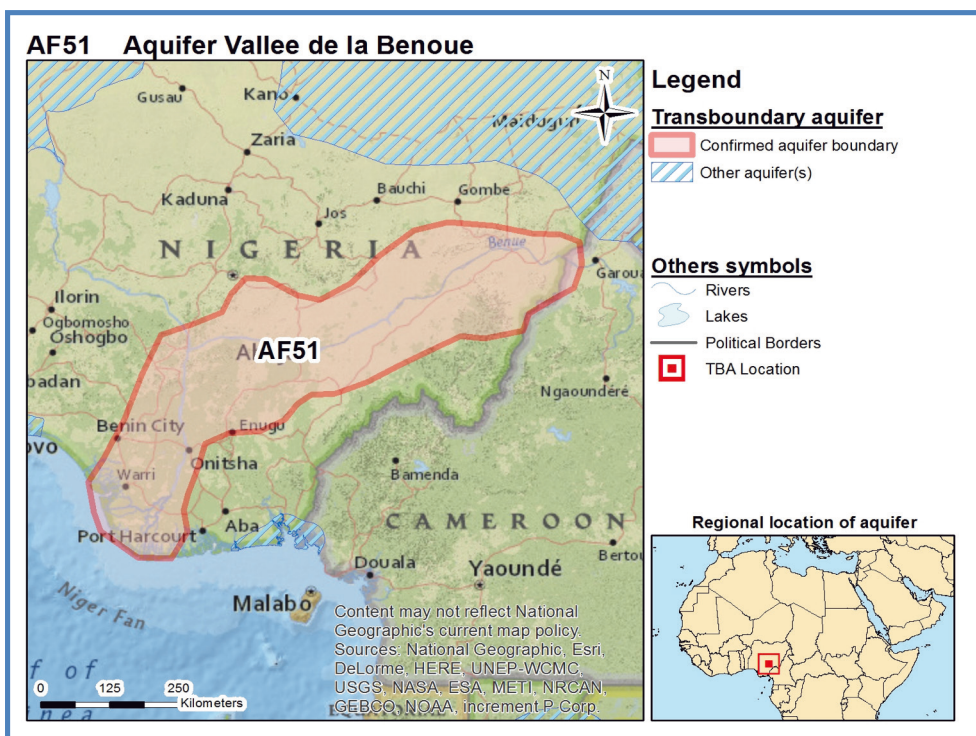 AF51 Aquifer Vallee de la Benoue
Gusau
Kano
N
Maiduguri
Zaria
Kaduna
Bauchi
Gombe
Jos
NIGERIA
Benue
Garoua
Ilorin
Ogbomosho
Oshogbo
badan
AF51
Ngaoundéré
Benin City
Enugu
ovo
Onitsha
Bamenda
Warri
Aba
Port Harcourt
CAMEROON
Bertou
Douala
Yaoundé
Malabo
Niger Fan
f of
inea
EQUATORIAL
0 125 250
Kilometers
Content may not reflect National
Geographic's current map policy.
Sources: National Geographic, Esri,
DeLorme, HERE, UNEP-WCMC,
USGS, NASA, ESA, METI, NRCAN,
GEBCO, NOAA, increment P Corp.
Legend
Transboundary aquifer
Confirmed aquifer boundary
Other aquifer(s)
Others symbols
Rivers
Lakes
Political Borders
TBA Location
Regional location of aquifer